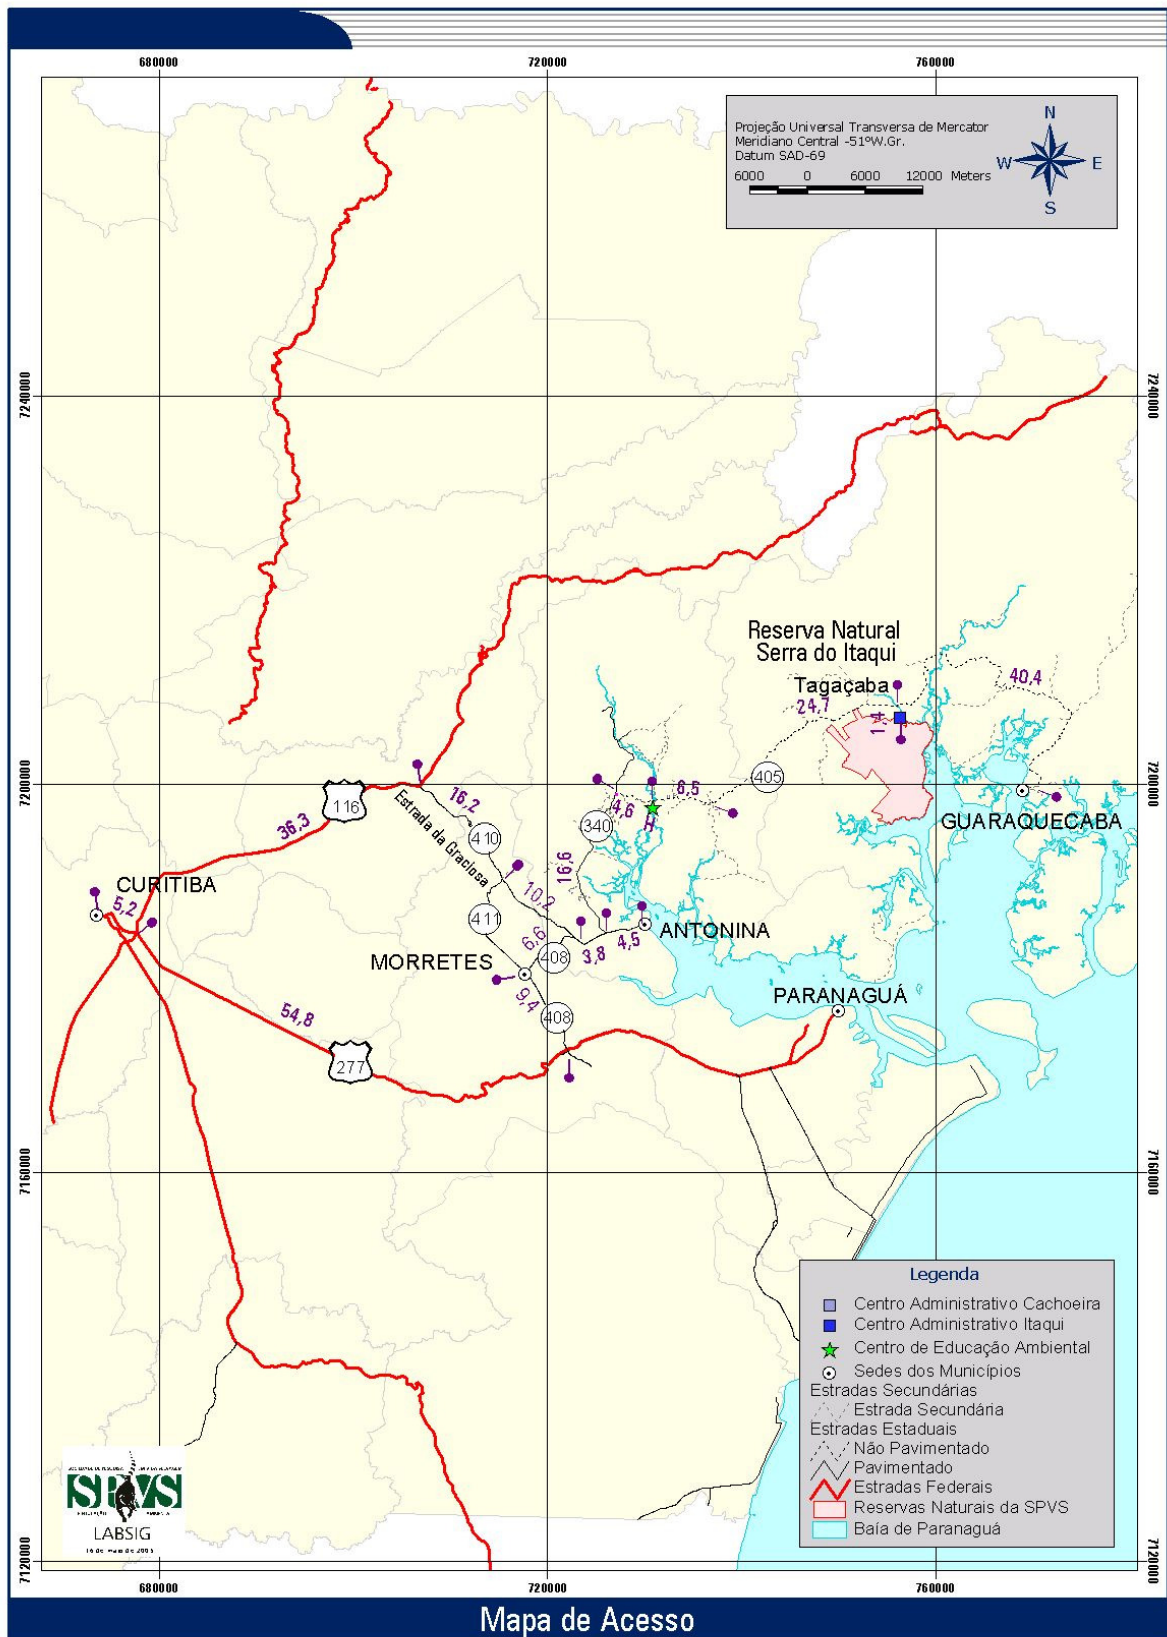 680000
720000
760000
Projeção Universal Transversa de Mercator
Meridiano Central -51ºW.Gr.
Datum SAD-69
6000 0 6000 12000 Meters
N
W
E
S
7240000
7240000
Reserva Natural
Serra do Itaqui
Tagaçaba
40,4
24,7
1,4
7200000
7200000
405
8,5
4,6
H
340
116
16,2
Estrada da Graciosa
410
36,3
GUARAQUECABA
CURITIBA
5,2
16,6
10,2
411
6,6
408
3,8
4,5
ANTONINA
MORRETES
9,4
408
PARANAGUÁ
54,8
277
7160000
7160000
Legenda
Centro Administrativo Cachoeira
Centro Administrativo Itaqui
Centro de Educação Ambiental
Sedes dos Municípios
Estradas Secundárias
Estrada Secundária
Estradas Estaduais
Não Pavimentado
Pavimentado
Estradas Federais
Reservas Naturais da SPVS
Baía de Paranaguá
SPVS
LABSIG
7120000
7120000
680000
720000
760000
Mapa de Acesso